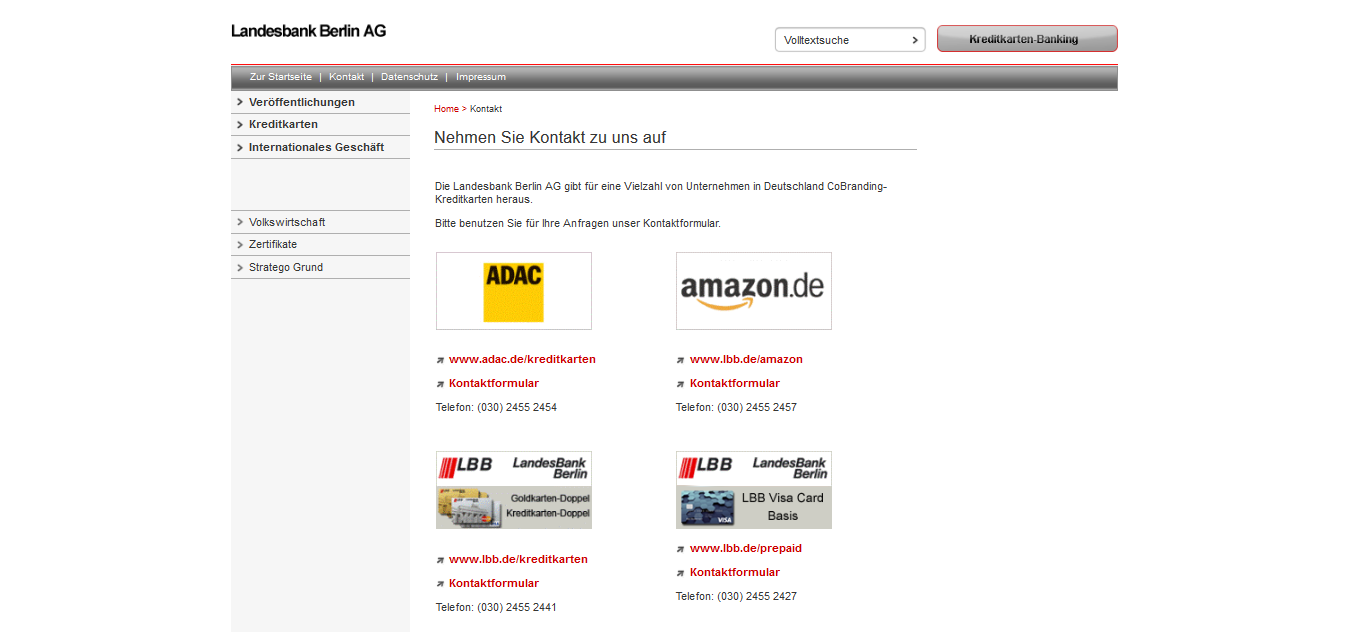 Landesbank Berlin AG
Volltextsuche
Kreditkarten-Banking
Zur Startseite | Kontakt | Datenschutz | Impressum
Veröffentlichungen
Kreditkarten
Internationales Geschäft
Volkswirtschaft
Zertifikate
Stratego Grund
Home > Kontakt
Nehmen Sie Kontakt zu uns auf
Die Landesbank Berlin AG gibt für eine Vielzahl von Unternehmen in Deutschland CoBranding-
Kreditkarten heraus.
Bitte benutzen Sie für Ihre Anfragen unser Kontaktformular.
ADAC
www.adac.de/kreditkarten
Kontaktformular
Telefon: (030) 2455 2454
amazon.de
www.lbb.de/amazon
Kontaktformular
Telefon: (030) 2455 2457
LBB LandesBank
Berlin
Goldkarten-Doppel
Kreditkarten-Doppel
www.lbb.de/kreditkarten
Kontaktformular
Telefon: (030) 2455 2441
LBB LandesBank
Berlin
LBB Visa Card
Basis
VISA
www.lbb.de/prepaid
Kontaktformular
Telefon: (030) 2455 2427